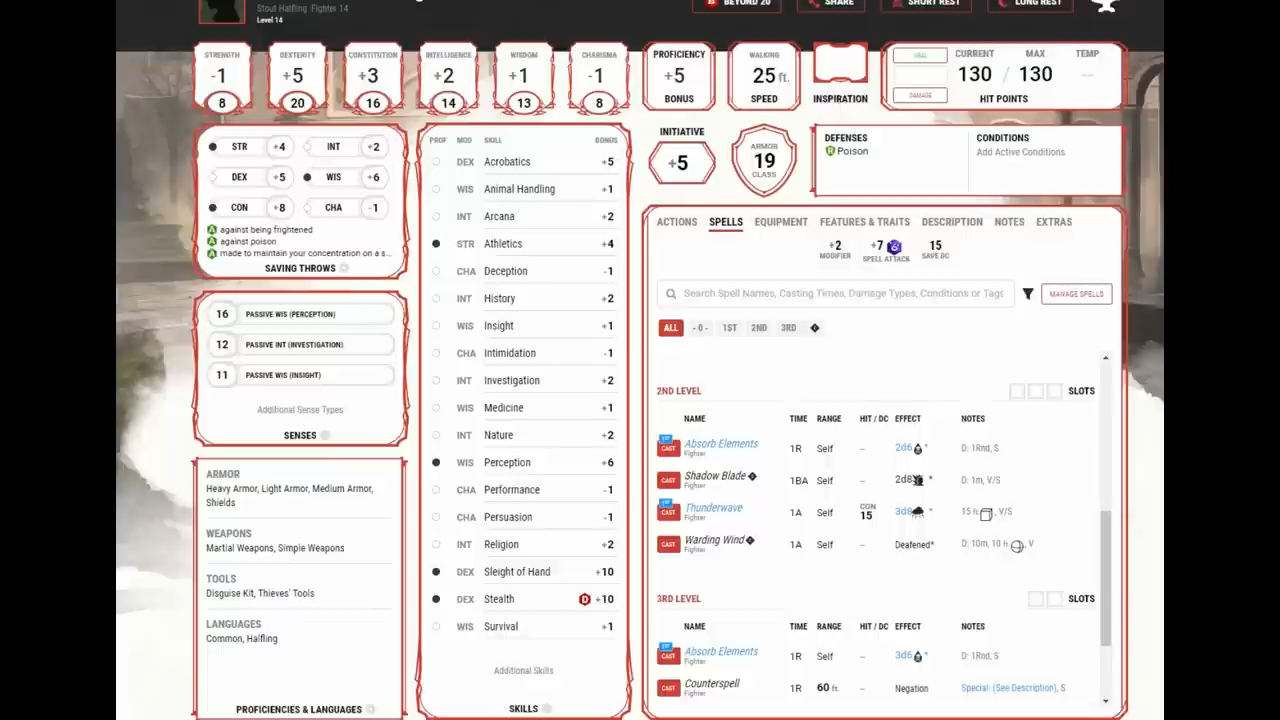 Stout Halfling Fighter 14
Level 14
BEYOND 20
SHARE
SHORT REST
LONG REST
STRENGTH
-1
8
DEXTERITY
+5
20
CONSTITUTION
+3
16
INTELLIGENCE
+2
14
WISDOM
+1
13
CHARISMA
-1
8
PROFICIENCY
+5
BONUS
WALKING
25 ft.
SPEED
INSPIRATION
HEAL
DAMAGE
CURRENT MAX TEMP
130 / 130 --
HIT POINTS
STR +4 INT +2
DEX +5 WIS +6
CON +8 CHA -1
against being frightened
against poison
made to maintain your concentration on a s...
SAVING THROWS
16 PASSIVE WIS (PERCEPTION)
12 PASSIVE INT (INVESTIGATION)
11 PASSIVE WIS (INSIGHT)
Additional Sense Types
SENSES
ARMOR
Heavy Armor, Light Armor, Medium Armor,
Shields
WEAPONS
Martial Weapons, Simple Weapons
TOOLS
Disguise Kit, Thieves' Tools
LANGUAGES
Common, Halfling
PROFICIENCIES & LANGUAGES
PROF MOD SKILL BONUS
DEX Acrobatics +5
WIS Animal Handling +1
INT Arcana +2
STR Athletics +4
CHA Deception -1
INT History +2
WIS Insight +1
CHA Intimidation -1
INT Investigation +2
WIS Medicine +1
INT Nature +2
WIS Perception +6
CHA Performance -1
CHA Persuasion -1
INT Religion +2
DEX Sleight of Hand +10
DEX Stealth D +10
WIS Survival +1
Additional Skills
SKILLS
INITIATIVE
+5
ARMOR
19
CLASS
DEFENSES
Poison
CONDITIONS
Add Active Conditions
ACTIONS SPELLS EQUIPMENT FEATURES & TRAITS DESCRIPTION NOTES EXTRAS
+2 +7 15
MODIFIER SPELL ATTACK SAVE DC
Search Spell Names, Casting Times, Damage Types, Conditions or Tags
MANAGE SPELLS
ALL - 0 - 1ST 2ND 3RD
2ND LEVEL SLOTS
NAME TIME RANGE HIT / DC EFFECT NOTES
1ST CAST Absorb Elements 1R Self -- 2d6 * D: 1Rnd, S
Fighter
CAST Shadow Blade 1BA Self -- 2d8 * D: 1m, V/S
Fighter
1ST CAST Thunderwave 1A Self CON 15 3d8 * 15 ft. , V/S
Fighter
CAST Warding Wind 1A Self -- Deafened* D: 10m, 10 ft. , V
Fighter
3RD LEVEL SLOTS
NAME TIME RANGE HIT / DC EFFECT NOTES
1ST CAST Absorb Elements 1R Self -- 3d6 * D: 1Rnd, S
Fighter
CAST Counterspell 1R 60 ft. -- Negation Special: (See Description), S
Fighter